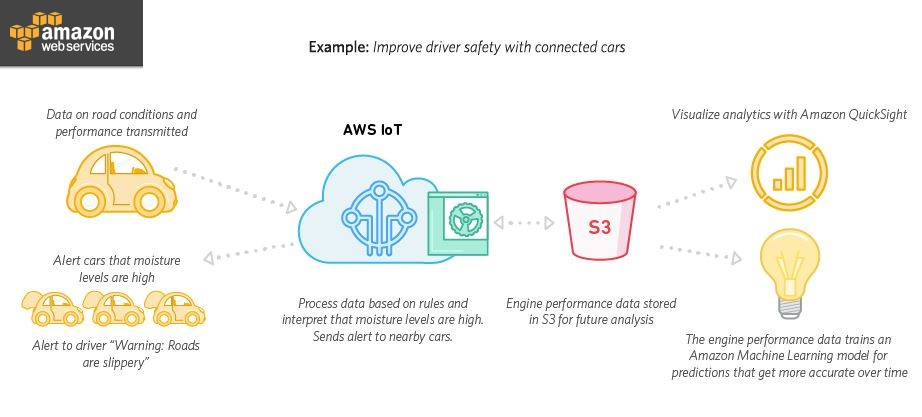 amazon
web services
Example: Improve driver safety with connected cars
Data on road conditions and
performance transmitted
AWS IoT
Visualize analytics with Amazon QuickSight
S3
Alert cars that moisture
levels are high
Alert to driver “Warning: Roads
are slippery”
Process data based on rules and
interpret that moisture levels are high.
Sends alert to nearby cars.
Engine performance data stored
in S3 for future analysis
The engine performance data trains an
Amazon Machine Learning model for
predictions that get more accurate over time